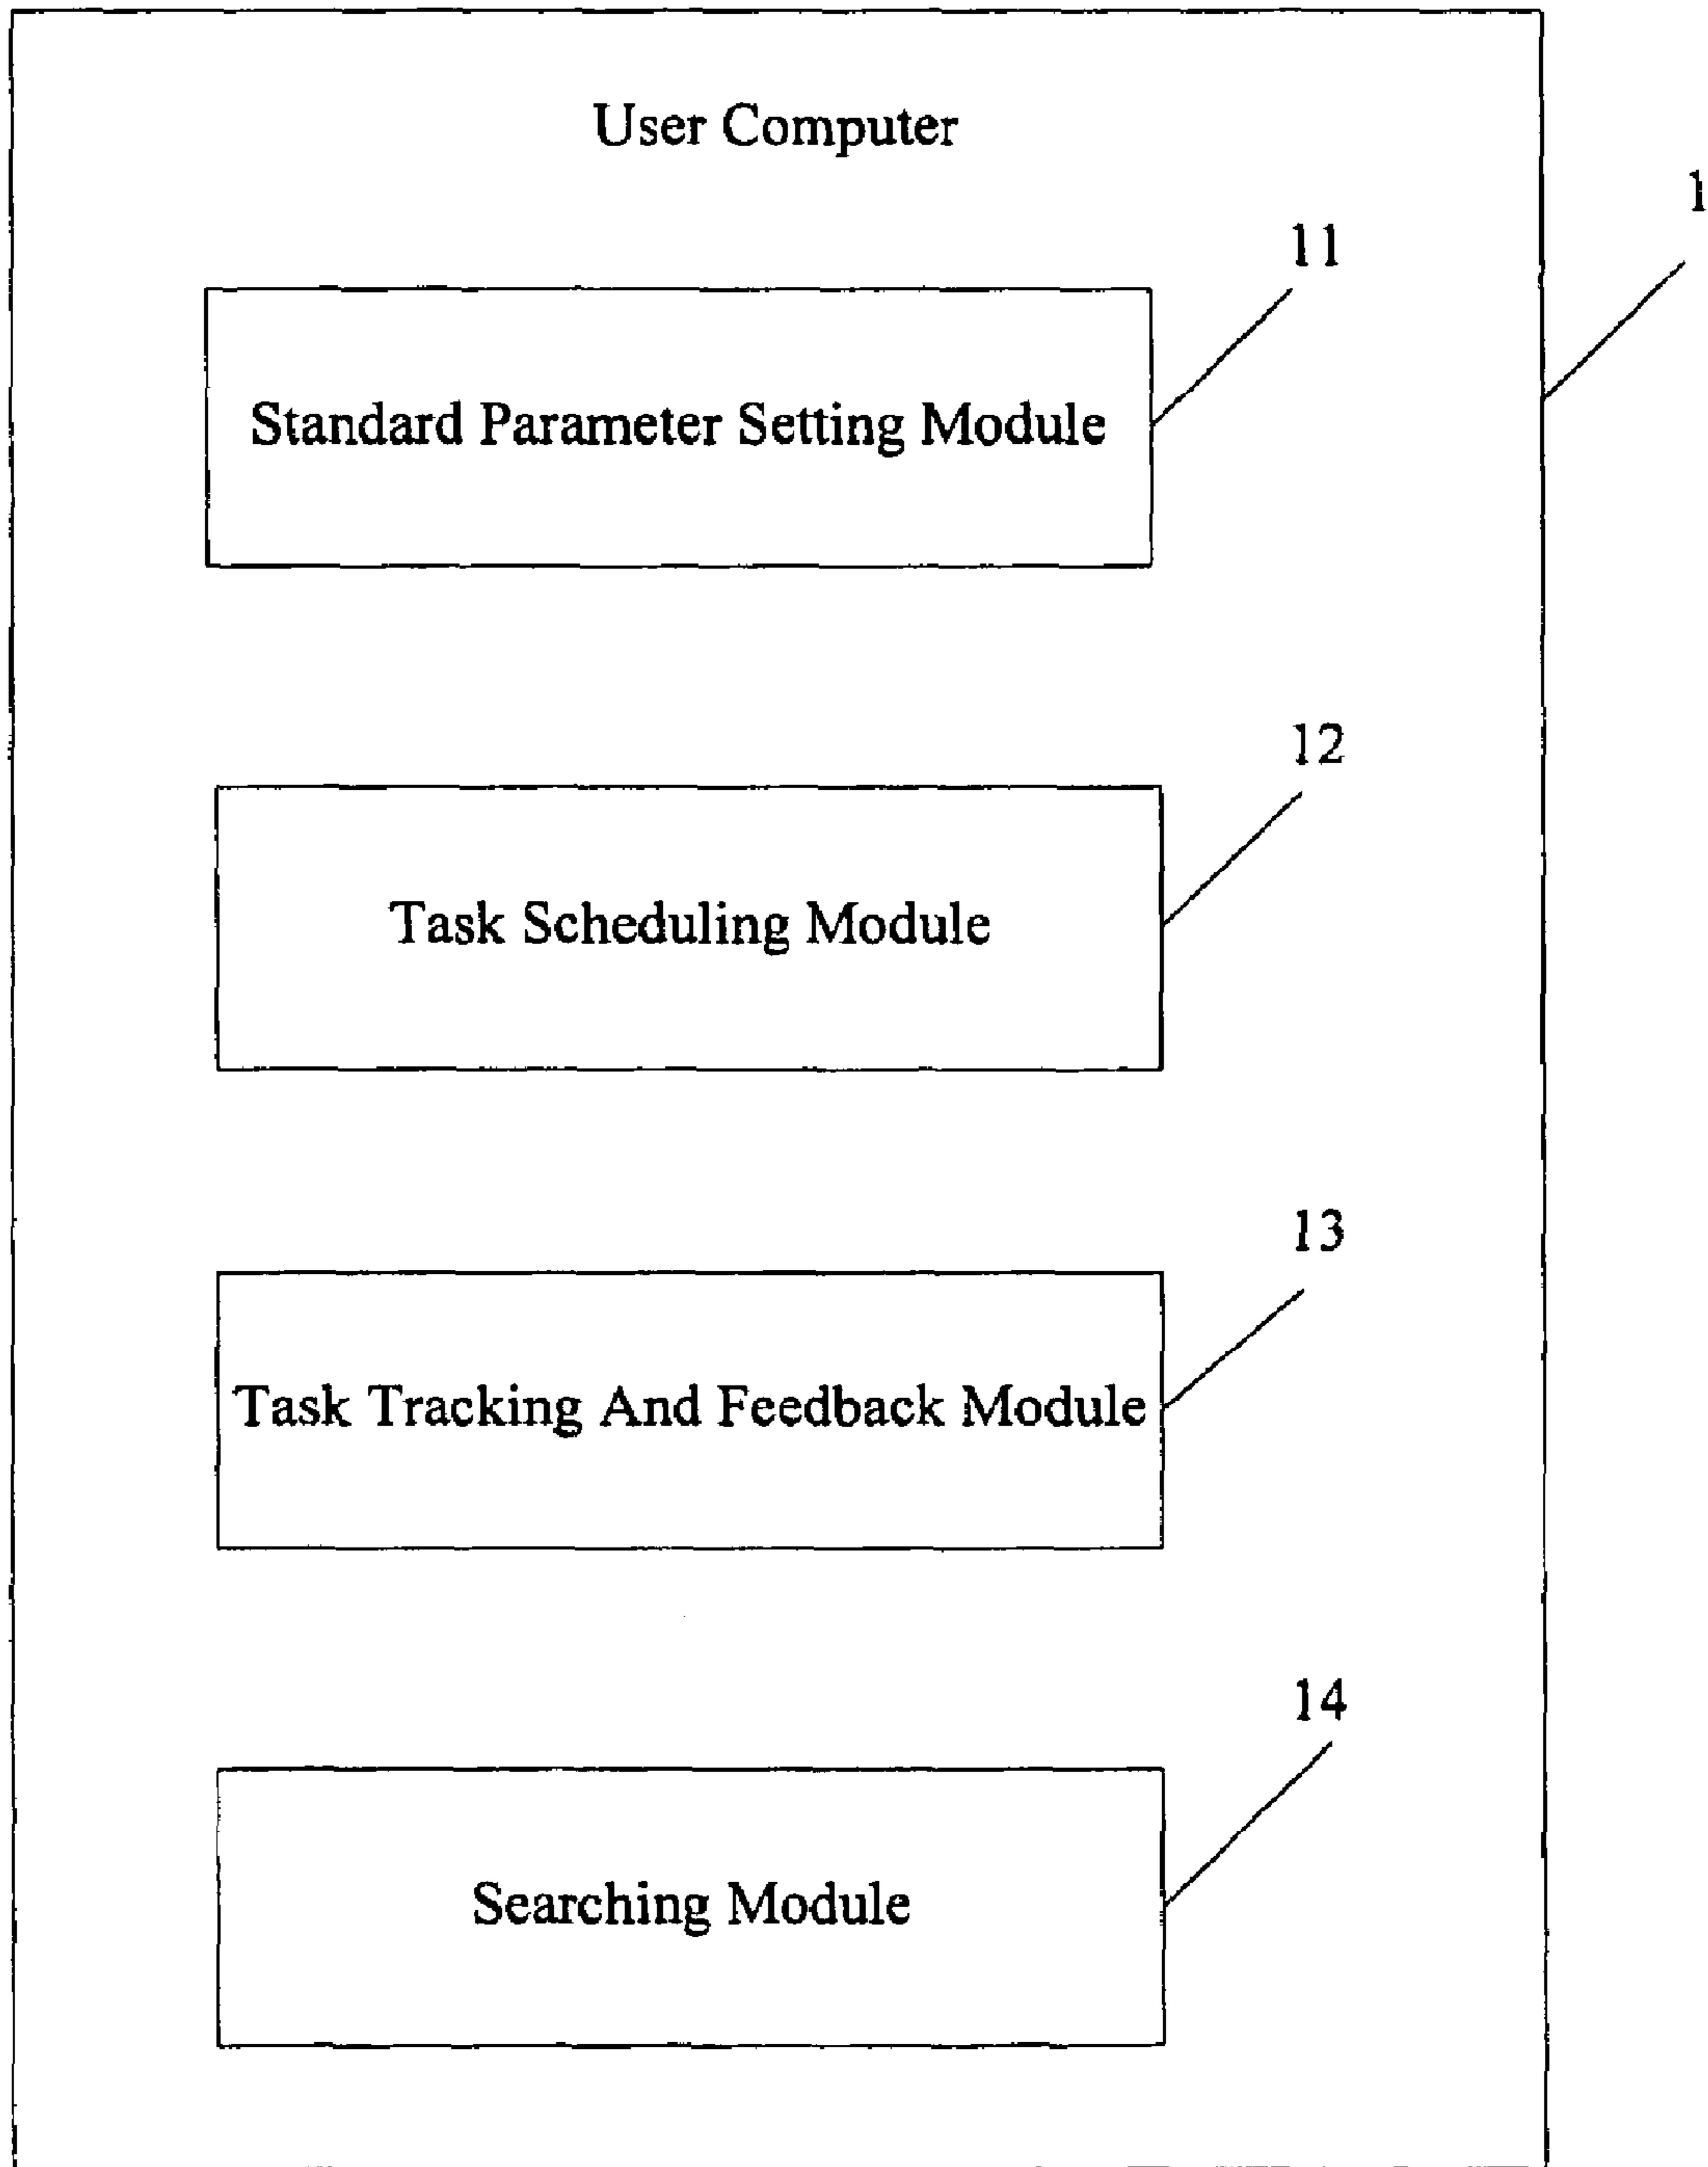 User Computer
1
11
Standard Parameter Setting Module
12
Task Scheduling Module
13
Task Tracking And Feedback Module
14
Searching Module